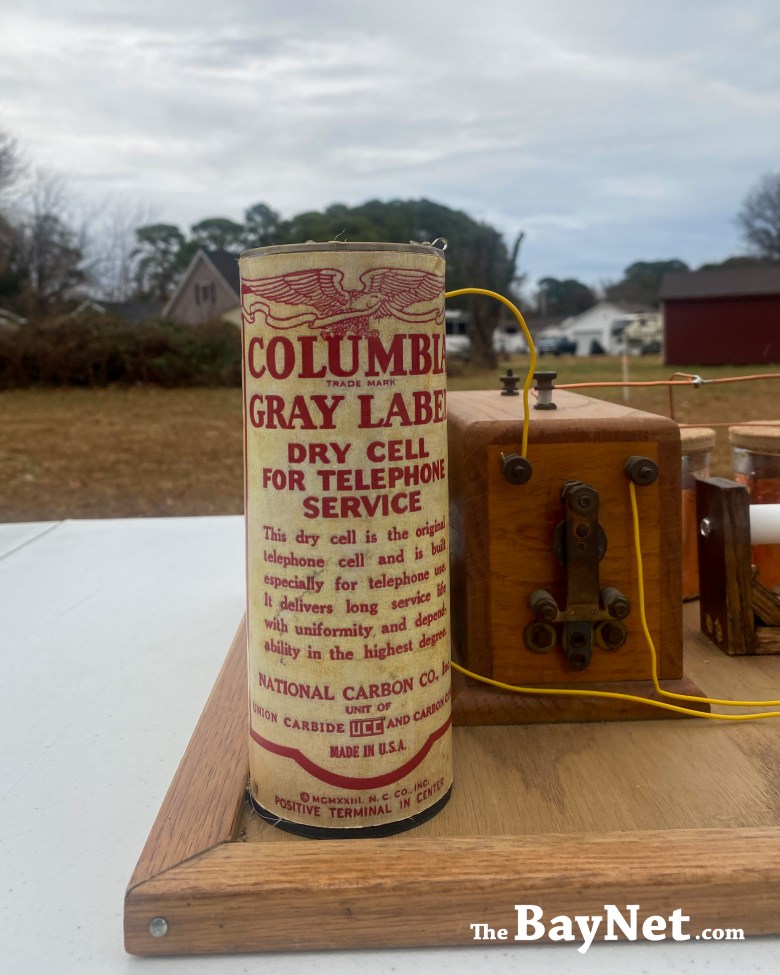 COLUMBIA
TRADE MARK
GRAY LABEL
DRY CELL
FOR TELEPHONE
SERVICE
This dry cell is the original
telephone cell and is built
especially for telephone use.
It delivers long service life
with uniformity and depend-
ability in the highest degree.
NATIONAL CARBON CO., Inc.
UNIT OF
UNION CARBIDE UCC AND CARBON CO
MADE IN U.S.A.
© MCMXXIII. N. C. CO., INC.
POSITIVE TERMINAL IN CENTER
The BayNet.com